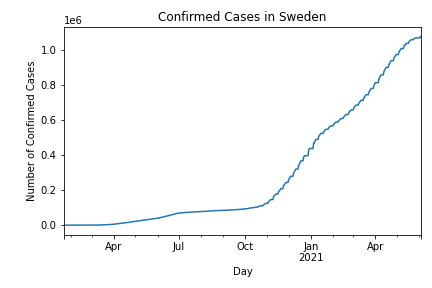 Confirmed Cases in Sweden
1e6
1.0
0.8
0.6
0.4
0.2
0.0
Number of Confirmed Cases
Apr
Jul
Oct
Jan
2021
Apr
Day